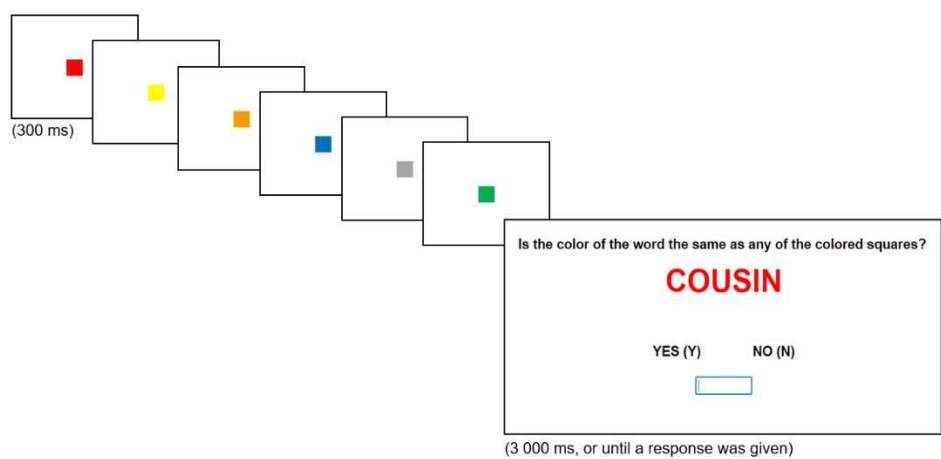 (300 ms)
Is the color of the word the same as any of the colored squares?
COUSIN
YES (Y) NO (N)
(3 000 ms, or until a response was given)